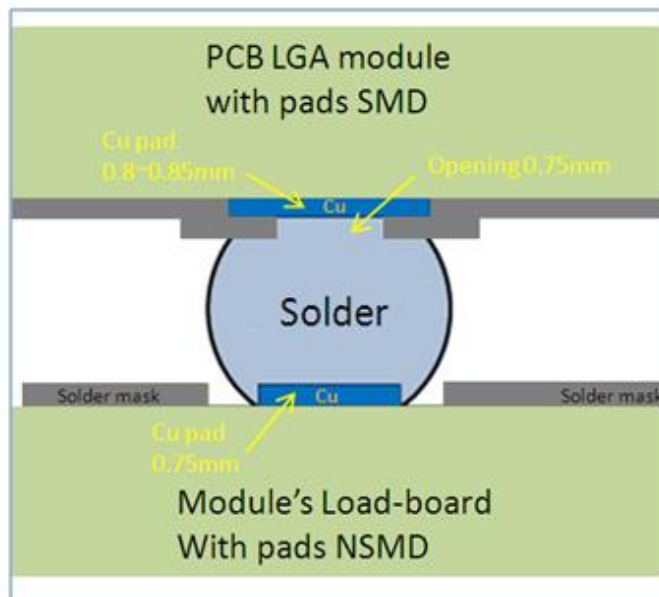 PCB LGA module
with pads SMD
Cu pad
0.8~0.85mm
Opening 0.75mm
Cu
Solder
Solder mask
Cu
Solder mask
Cu pad
0.75mm
Module's Load-board
With pads NSMD